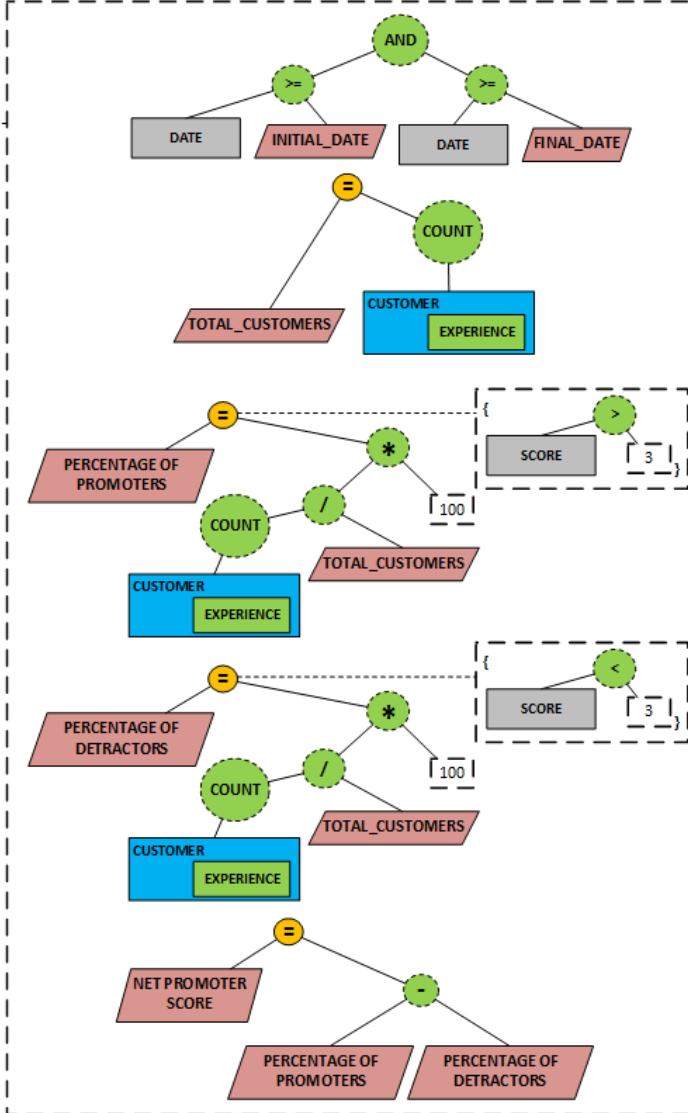 AND
>= >=
DATE INITIAL_DATE DATE FINAL_DATE
=
COUNT
TOTAL_CUSTOMERS
CUSTOMER
EXPERIENCE
= { >
*
PERCENTAGE OF
PROMOTERS
SCORE 3 }
COUNT / 100
TOTAL_CUSTOMERS
CUSTOMER
EXPERIENCE
= { <
*
PERCENTAGE OF
DETRACTORS
SCORE 3 }
COUNT / 100
TOTAL_CUSTOMERS
CUSTOMER
EXPERIENCE
=
NET PROMOTER
SCORE
-
PERCENTAGE OF
PROMOTERS
PERCENTAGE OF
DETRACTORS